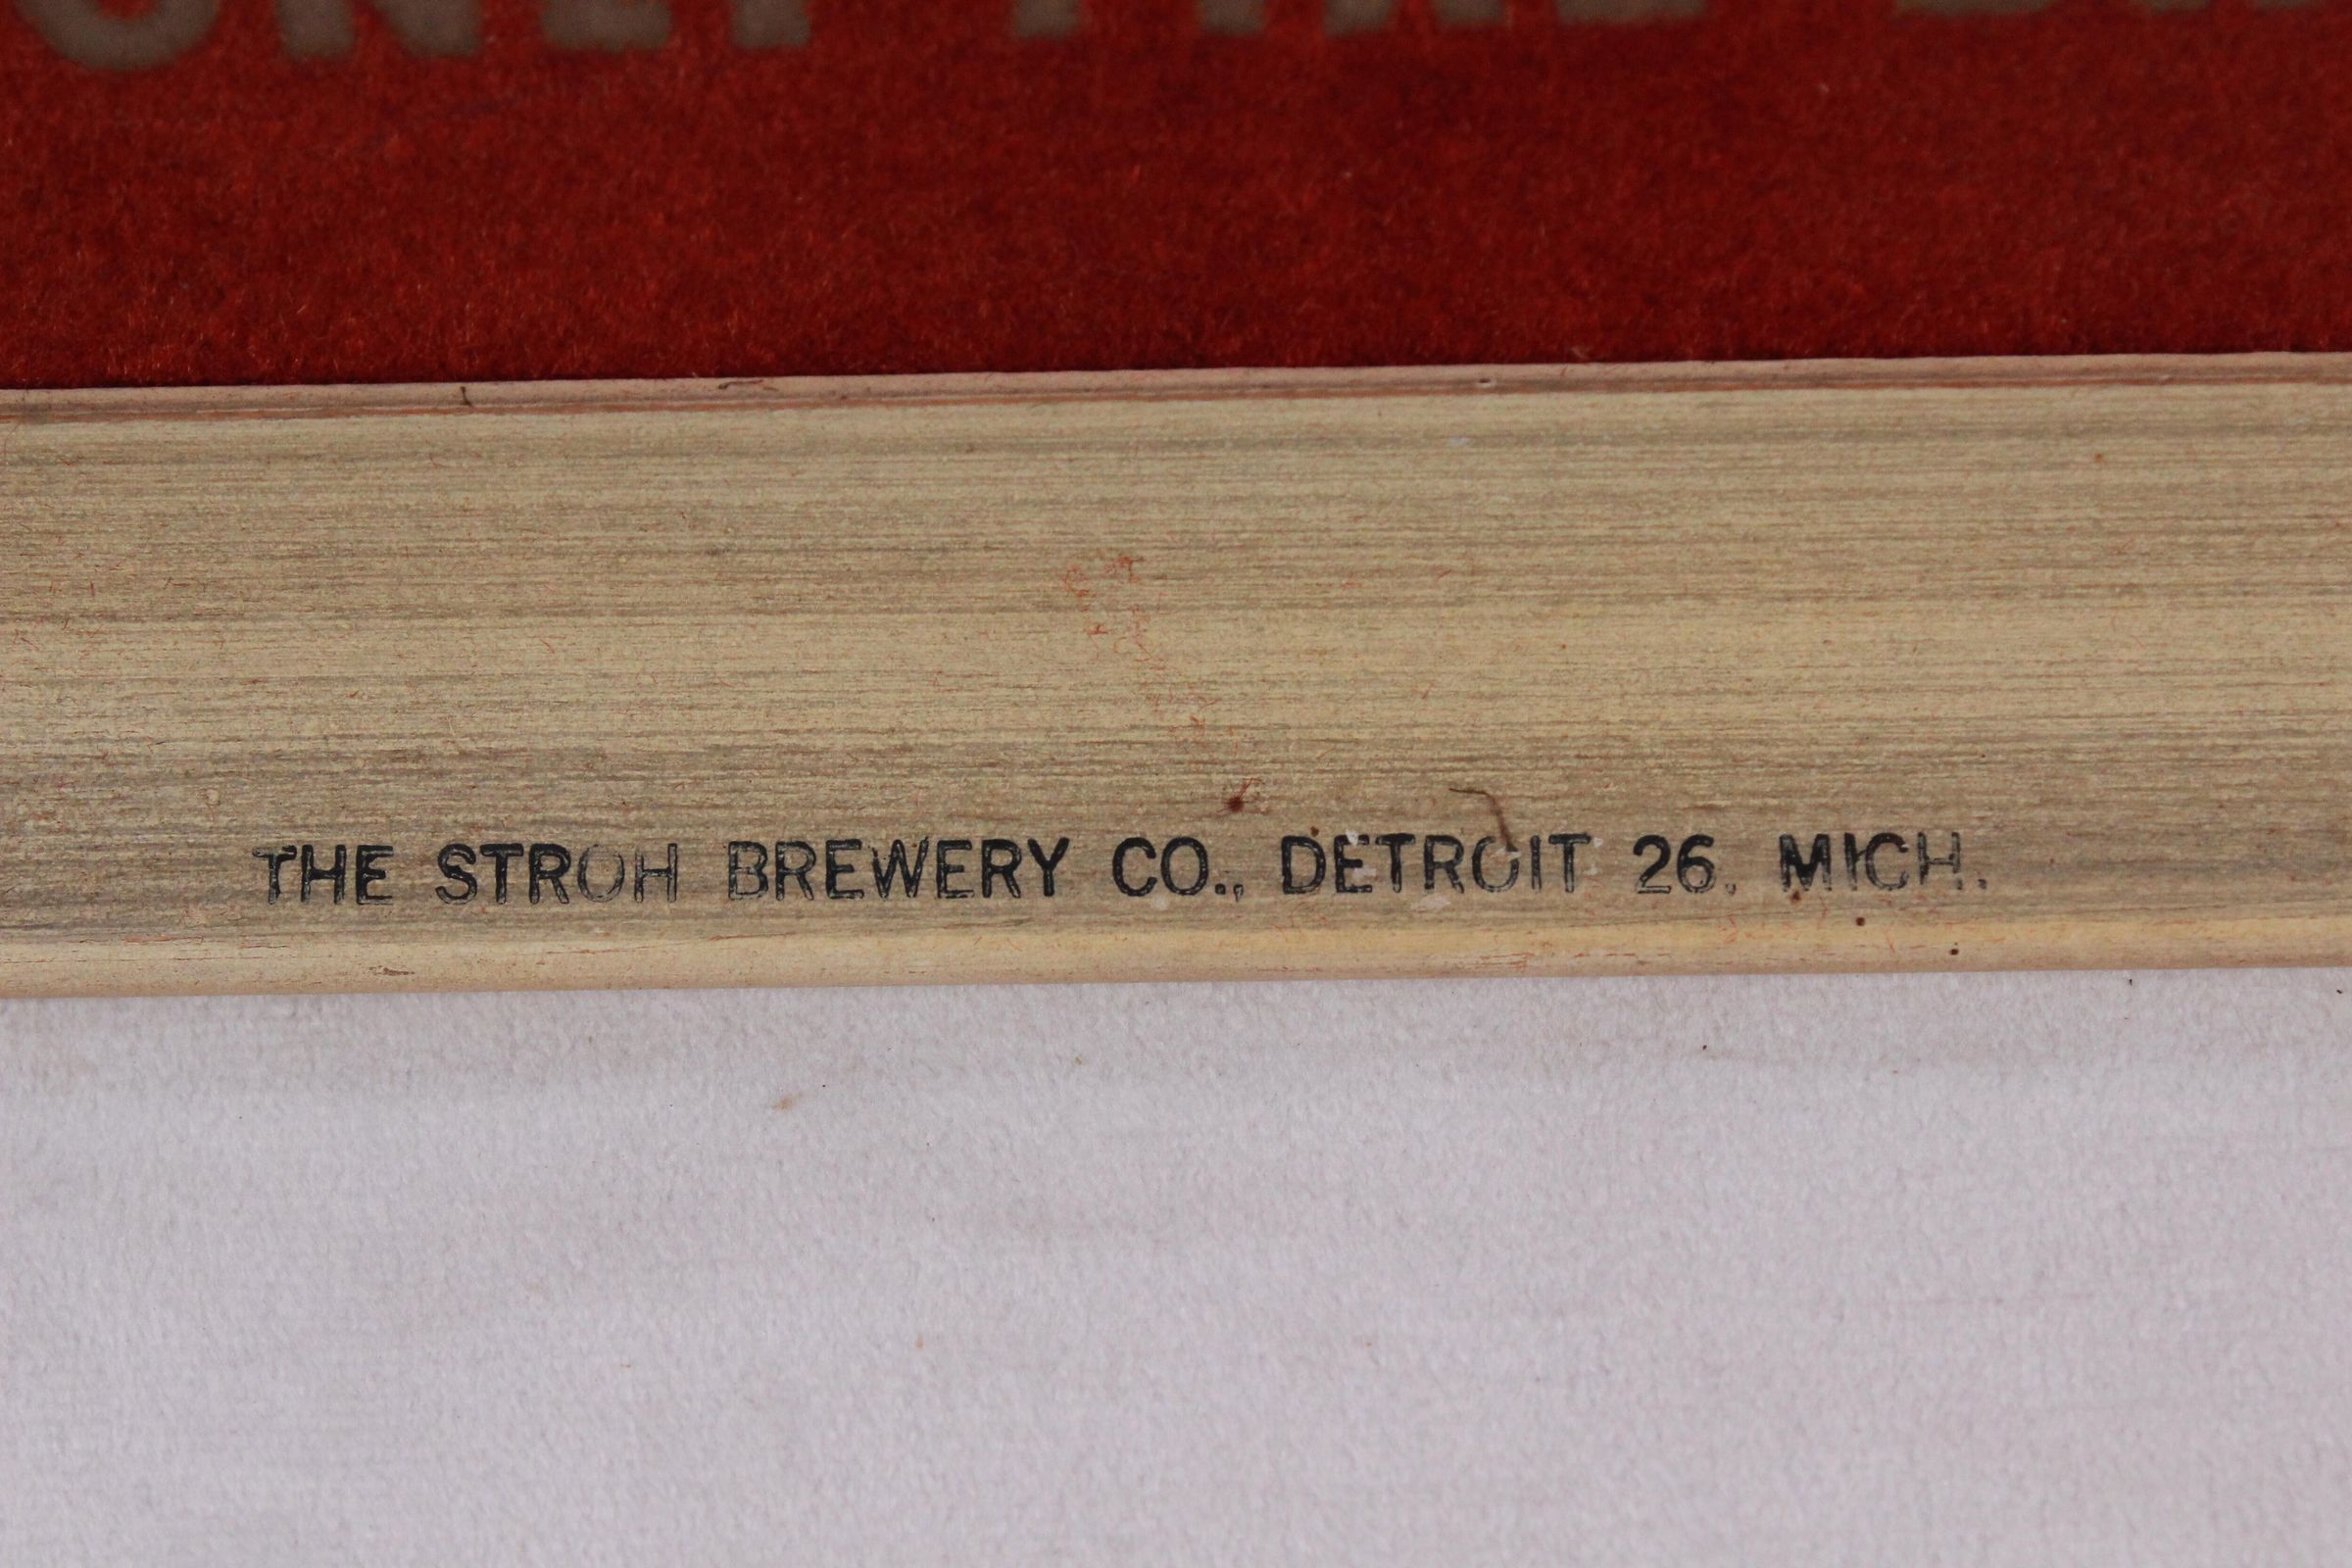 THE STROH BREWERY CO., DETROIT 26, MICH.